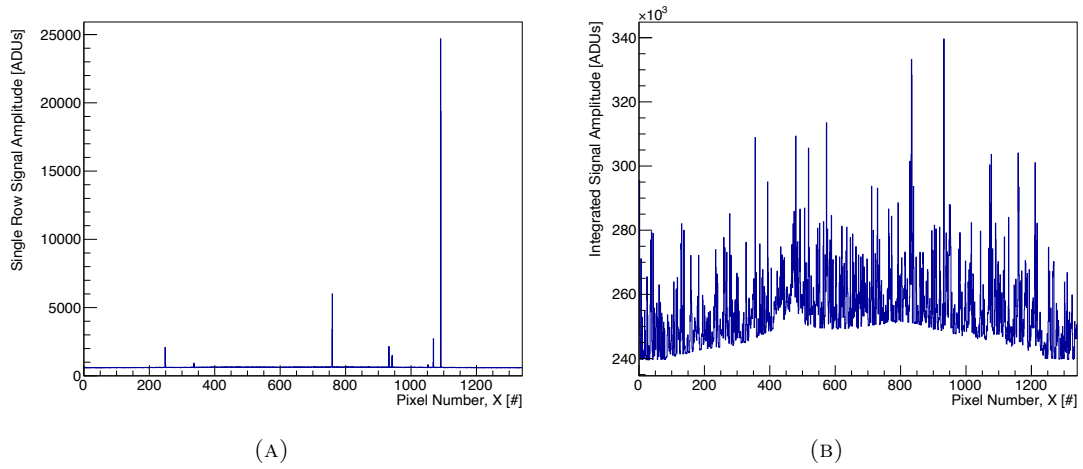 Single Row Signal Amplitude [ADUs]
25000
20000
15000
10000
5000
0
0 200 400 600 800 1000 1200
Pixel Number, X [#]
(A)
×10³
Integrated Signal Amplitude [ADUs]
340
320
300
280
260
240
0 200 400 600 800 1000 1200
Pixel Number, X [#]
(B)